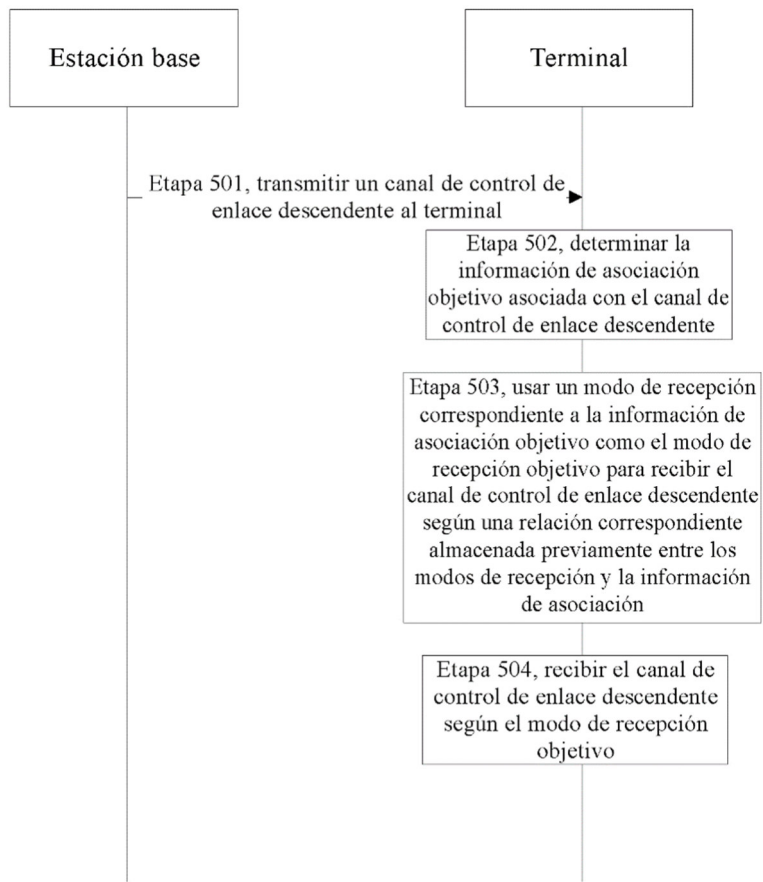 Estación base
Terminal
Etapa 501, transmitir un canal de control de
enlace descendente al terminal
Etapa 502, determinar la
información de asociación
objetivo asociada con el canal de
control de enlace descendente
Etapa 503, usar un modo de recepción
correspondiente a la información de
asociación objetivo como el modo de
recepción objetivo para recibir el
canal de control de enlace descendente
según una relación correspondiente
almacenada previamente entre los
modos de recepción y la información
de asociación
Etapa 504, recibir el canal de
control de enlace descendente
según el modo de recepción
objetivo